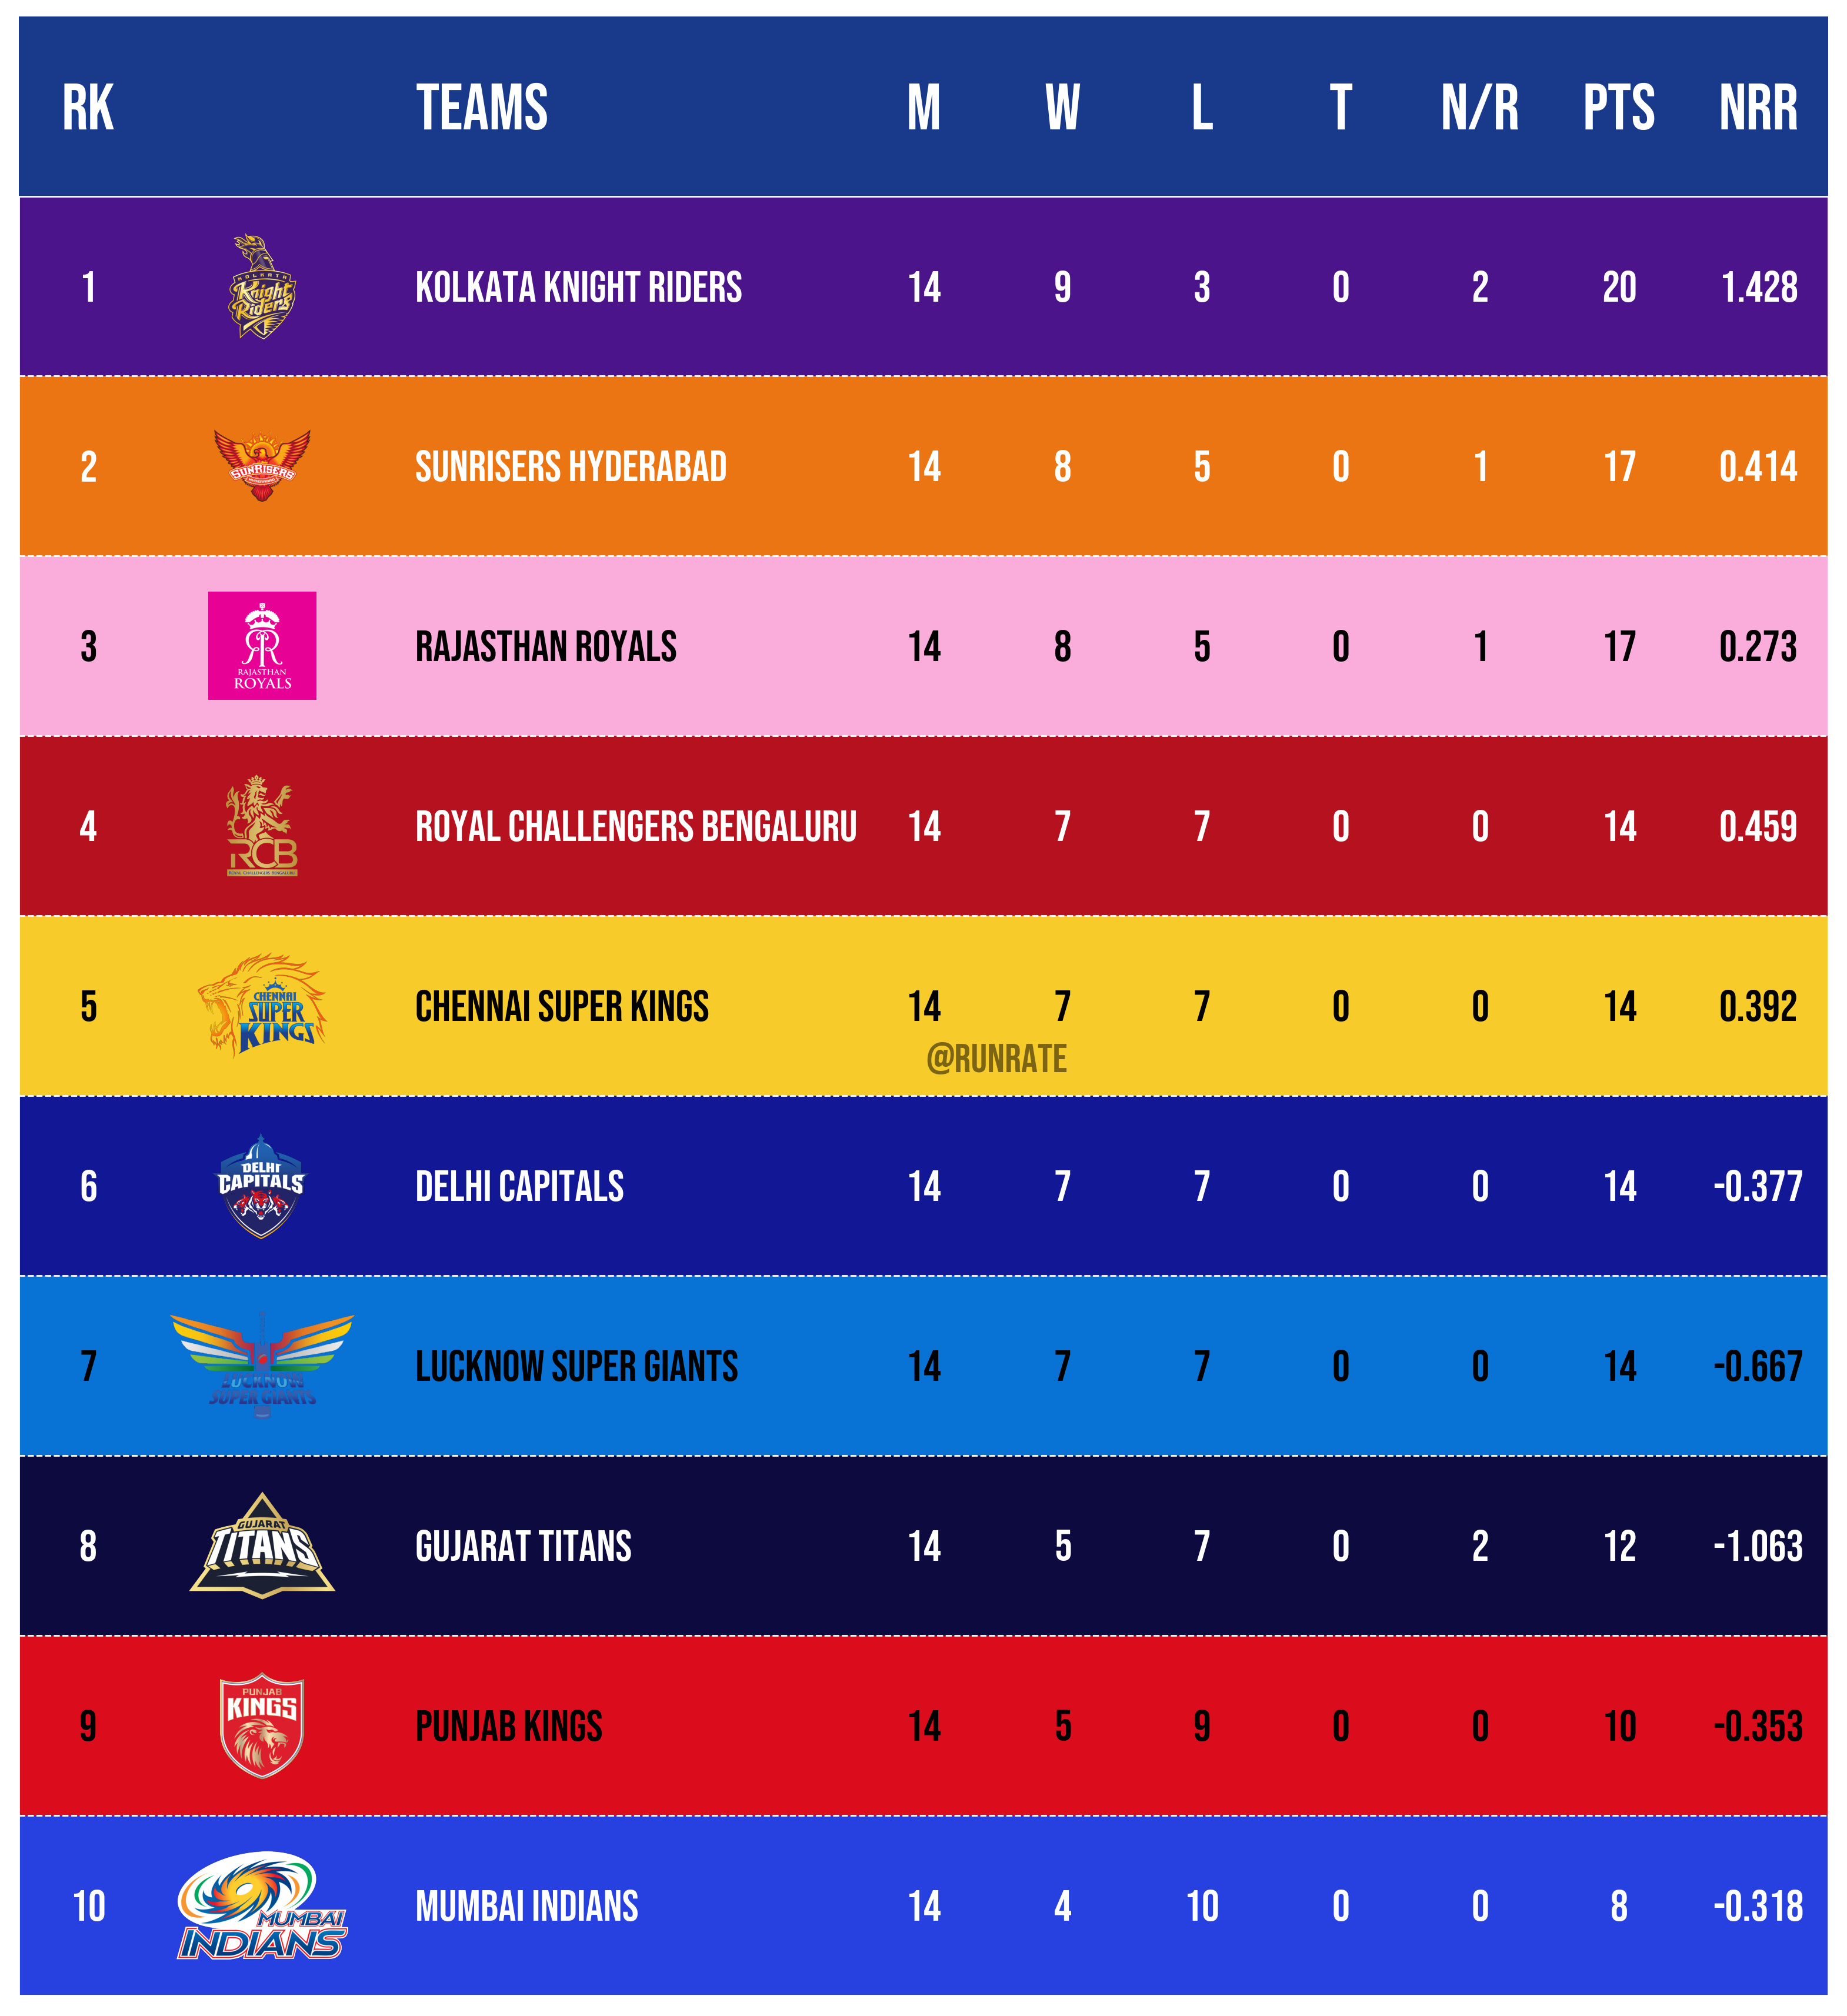 RK TEAMS M W L T N/R PTS NRR
KOLKATA
Knight
Riders
1 KOLKATA KNIGHT RIDERS 14 9 3 0 2 20 1.428
SUNRISERS
2 SUNRISERS HYDERABAD 14 8 5 0 1 17 0.414
RAJASTHAN
ROYALS
3 RAJASTHAN ROYALS 14 8 5 0 1 17 0.273
RCB
ROYAL CHALLENGERS BENGALURU
4 ROYAL CHALLENGERS BENGALURU 14 7 7 0 0 14 0.459
CHENNAI
SUPER
KINGS
5 CHENNAI SUPER KINGS 14 7 7 0 0 14 0.392
@RUNRATE
DELHI
CAPITALS
6 DELHI CAPITALS 14 7 7 0 0 14 -0.377
LUCKNOW
SUPER GIANTS
7 LUCKNOW SUPER GIANTS 14 7 7 0 0 14 -0.667
GUJARAT
TITANS
8 GUJARAT TITANS 14 5 7 0 2 12 -1.063
PUNJAB
KINGS
9 PUNJAB KINGS 14 5 9 0 0 10 -0.353
MUMBAI
INDIANS
10 MUMBAI INDIANS 14 4 10 0 0 8 -0.318